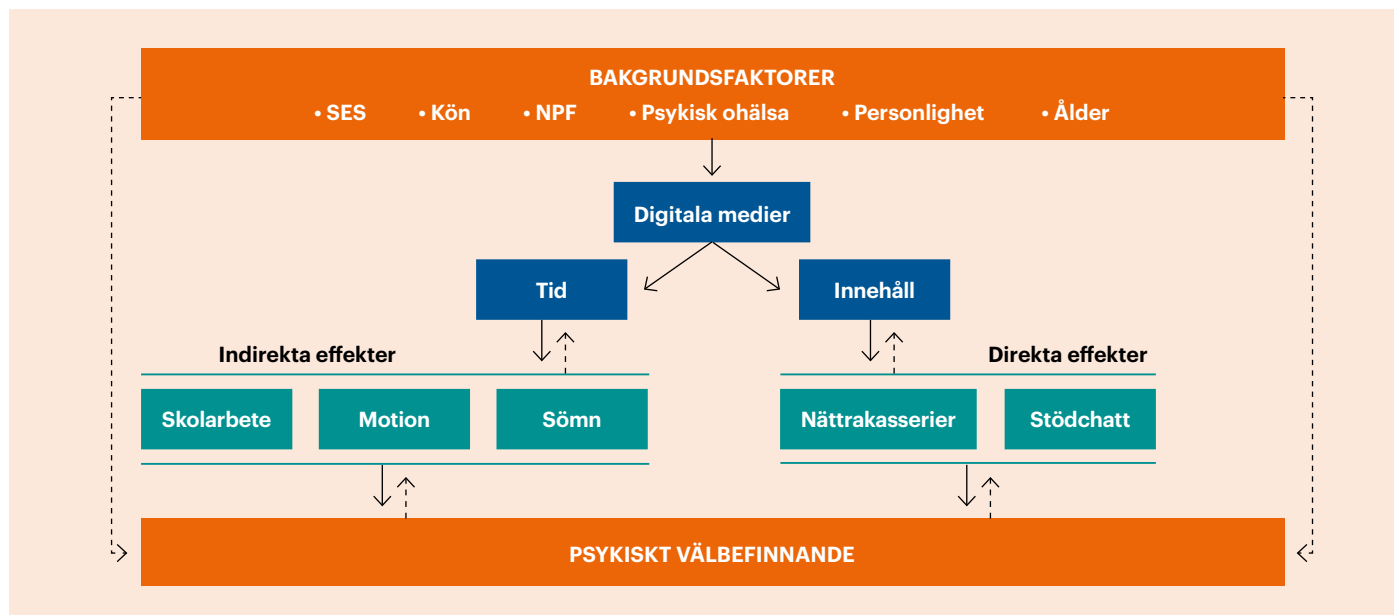 BAKGRUNDSFAKTORER
• SES • Kön • NPF • Psykisk ohälsa • Personlighet • Ålder
Digitala medier
Tid Innehåll
Indirekta effekter Direkta effekter
Skolarbete Motion Sömn Nättrakasserier Stödchatt
PSYKISKT VÄLBEFINNANDE